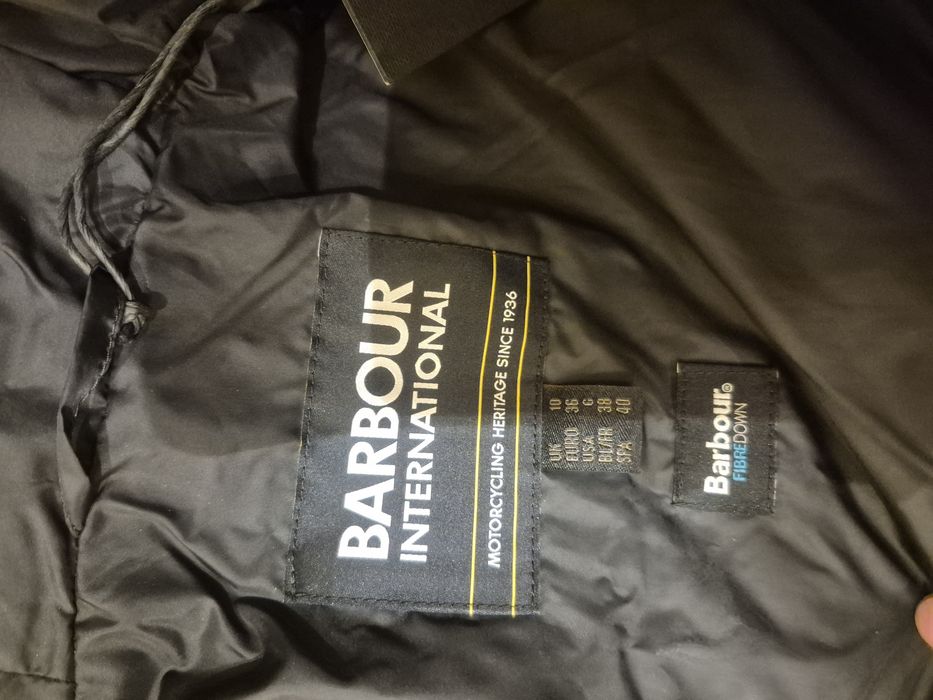 BARBOUR
INTERNATIONAL
MOTORCYCLING HERITAGE SINCE 1936
UK 10
EURO 36
USA 6
BL/FR 38
SPA 40
Barbour®
FIBREDOWN